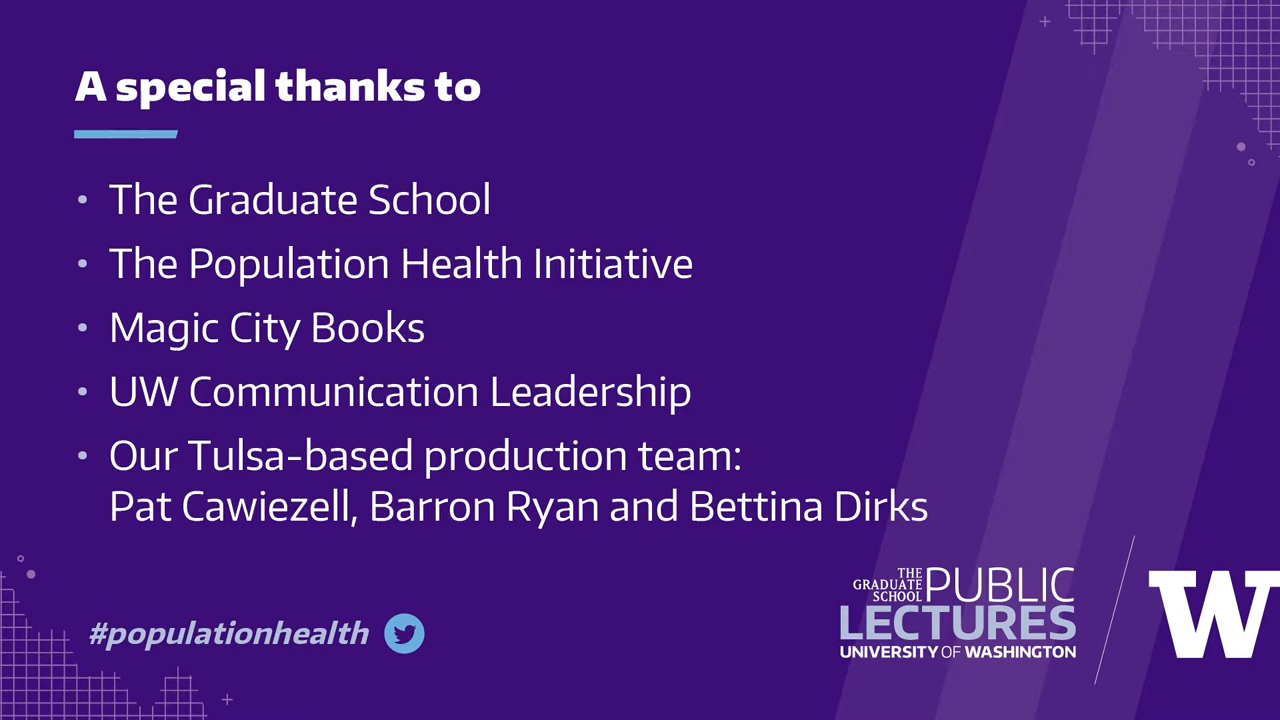 A special thanks to
• The Graduate School
• The Population Health Initiative
• Magic City Books
• UW Communication Leadership
• Our Tulsa-based production team:
Pat Cawiezell, Barron Ryan and Bettina Dirks
#populationhealth
THE GRADUATE SCHOOL PUBLIC
LECTURES
UNIVERSITY OF WASHINGTON
W